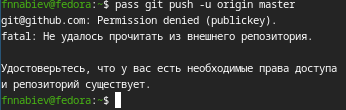 fnnabiev@fedora:~$ pass git push -u origin master
git@github.com: Permission denied (publickey).
fatal: Не удалось прочитать из внешнего репозитория.

Удостоверьтесь, что у вас есть необходимые права доступа
и репозиторий существует.
fnnabiev@fedora:~$